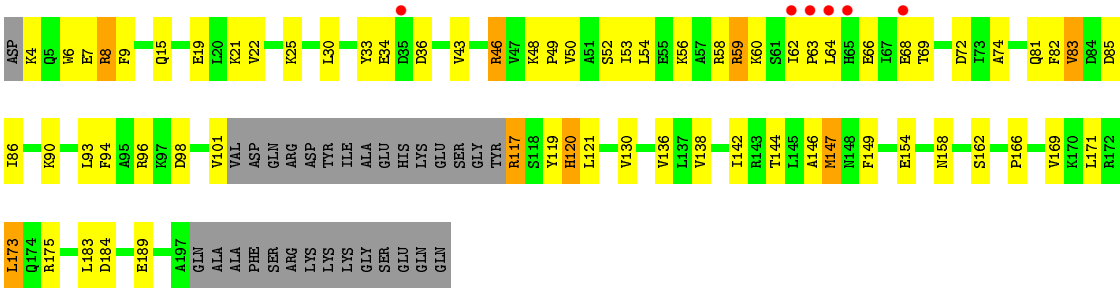 ASP K4 Q5 W6 E7 R8 F9 Q15 E19 L20 K21 V22 K25 L30 Y33 E34 D35 D36 V43 R46 V47 K48 P49 V50 A51 S52 I53 L54 E55 K56 A57 R58 R59 K60 S61 I62 P63 L64 H65 E66 I67 E68 T69 D72 I73 A74 Q81 F82 V83 D84 D85
I86 K90 L93 F94 A95 R96 K97 D98 V101 VAL ASP GLN ARG ASP TYR ILE ALA GLU HIS LYS GLU SER GLY TYR R117 S118 Y119 H120 L121 V130 V136 L137 V138 I142 R143 T144 L145 A146 M147 N148 F149 E154 N158 S162 P166 V169 K170 L171 R172
L173 Q174 R175 L183 D184 E189 A197 GLN ALA ALA PHE SER ARG LYS LYS LYS GLY SER GLU GLN GLN